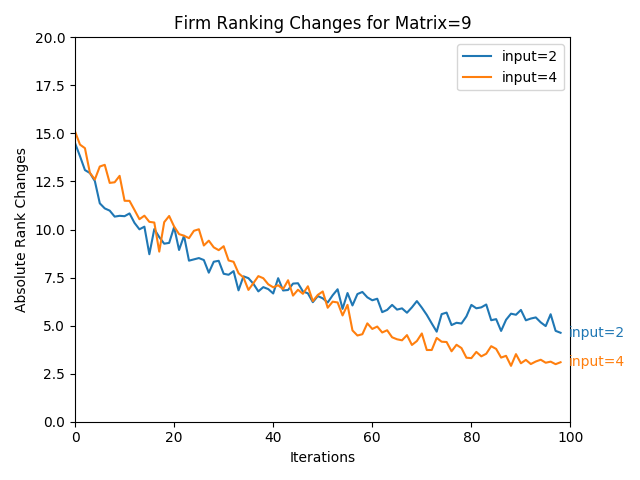 Firm Ranking Changes for Matrix=9
20.0
17.5
15.0
12.5
10.0
7.5
5.0
2.5
0.0
Absolute Rank Changes
input=2
input=4
input=2
input=4
0 20 40 60 80 100
Iterations